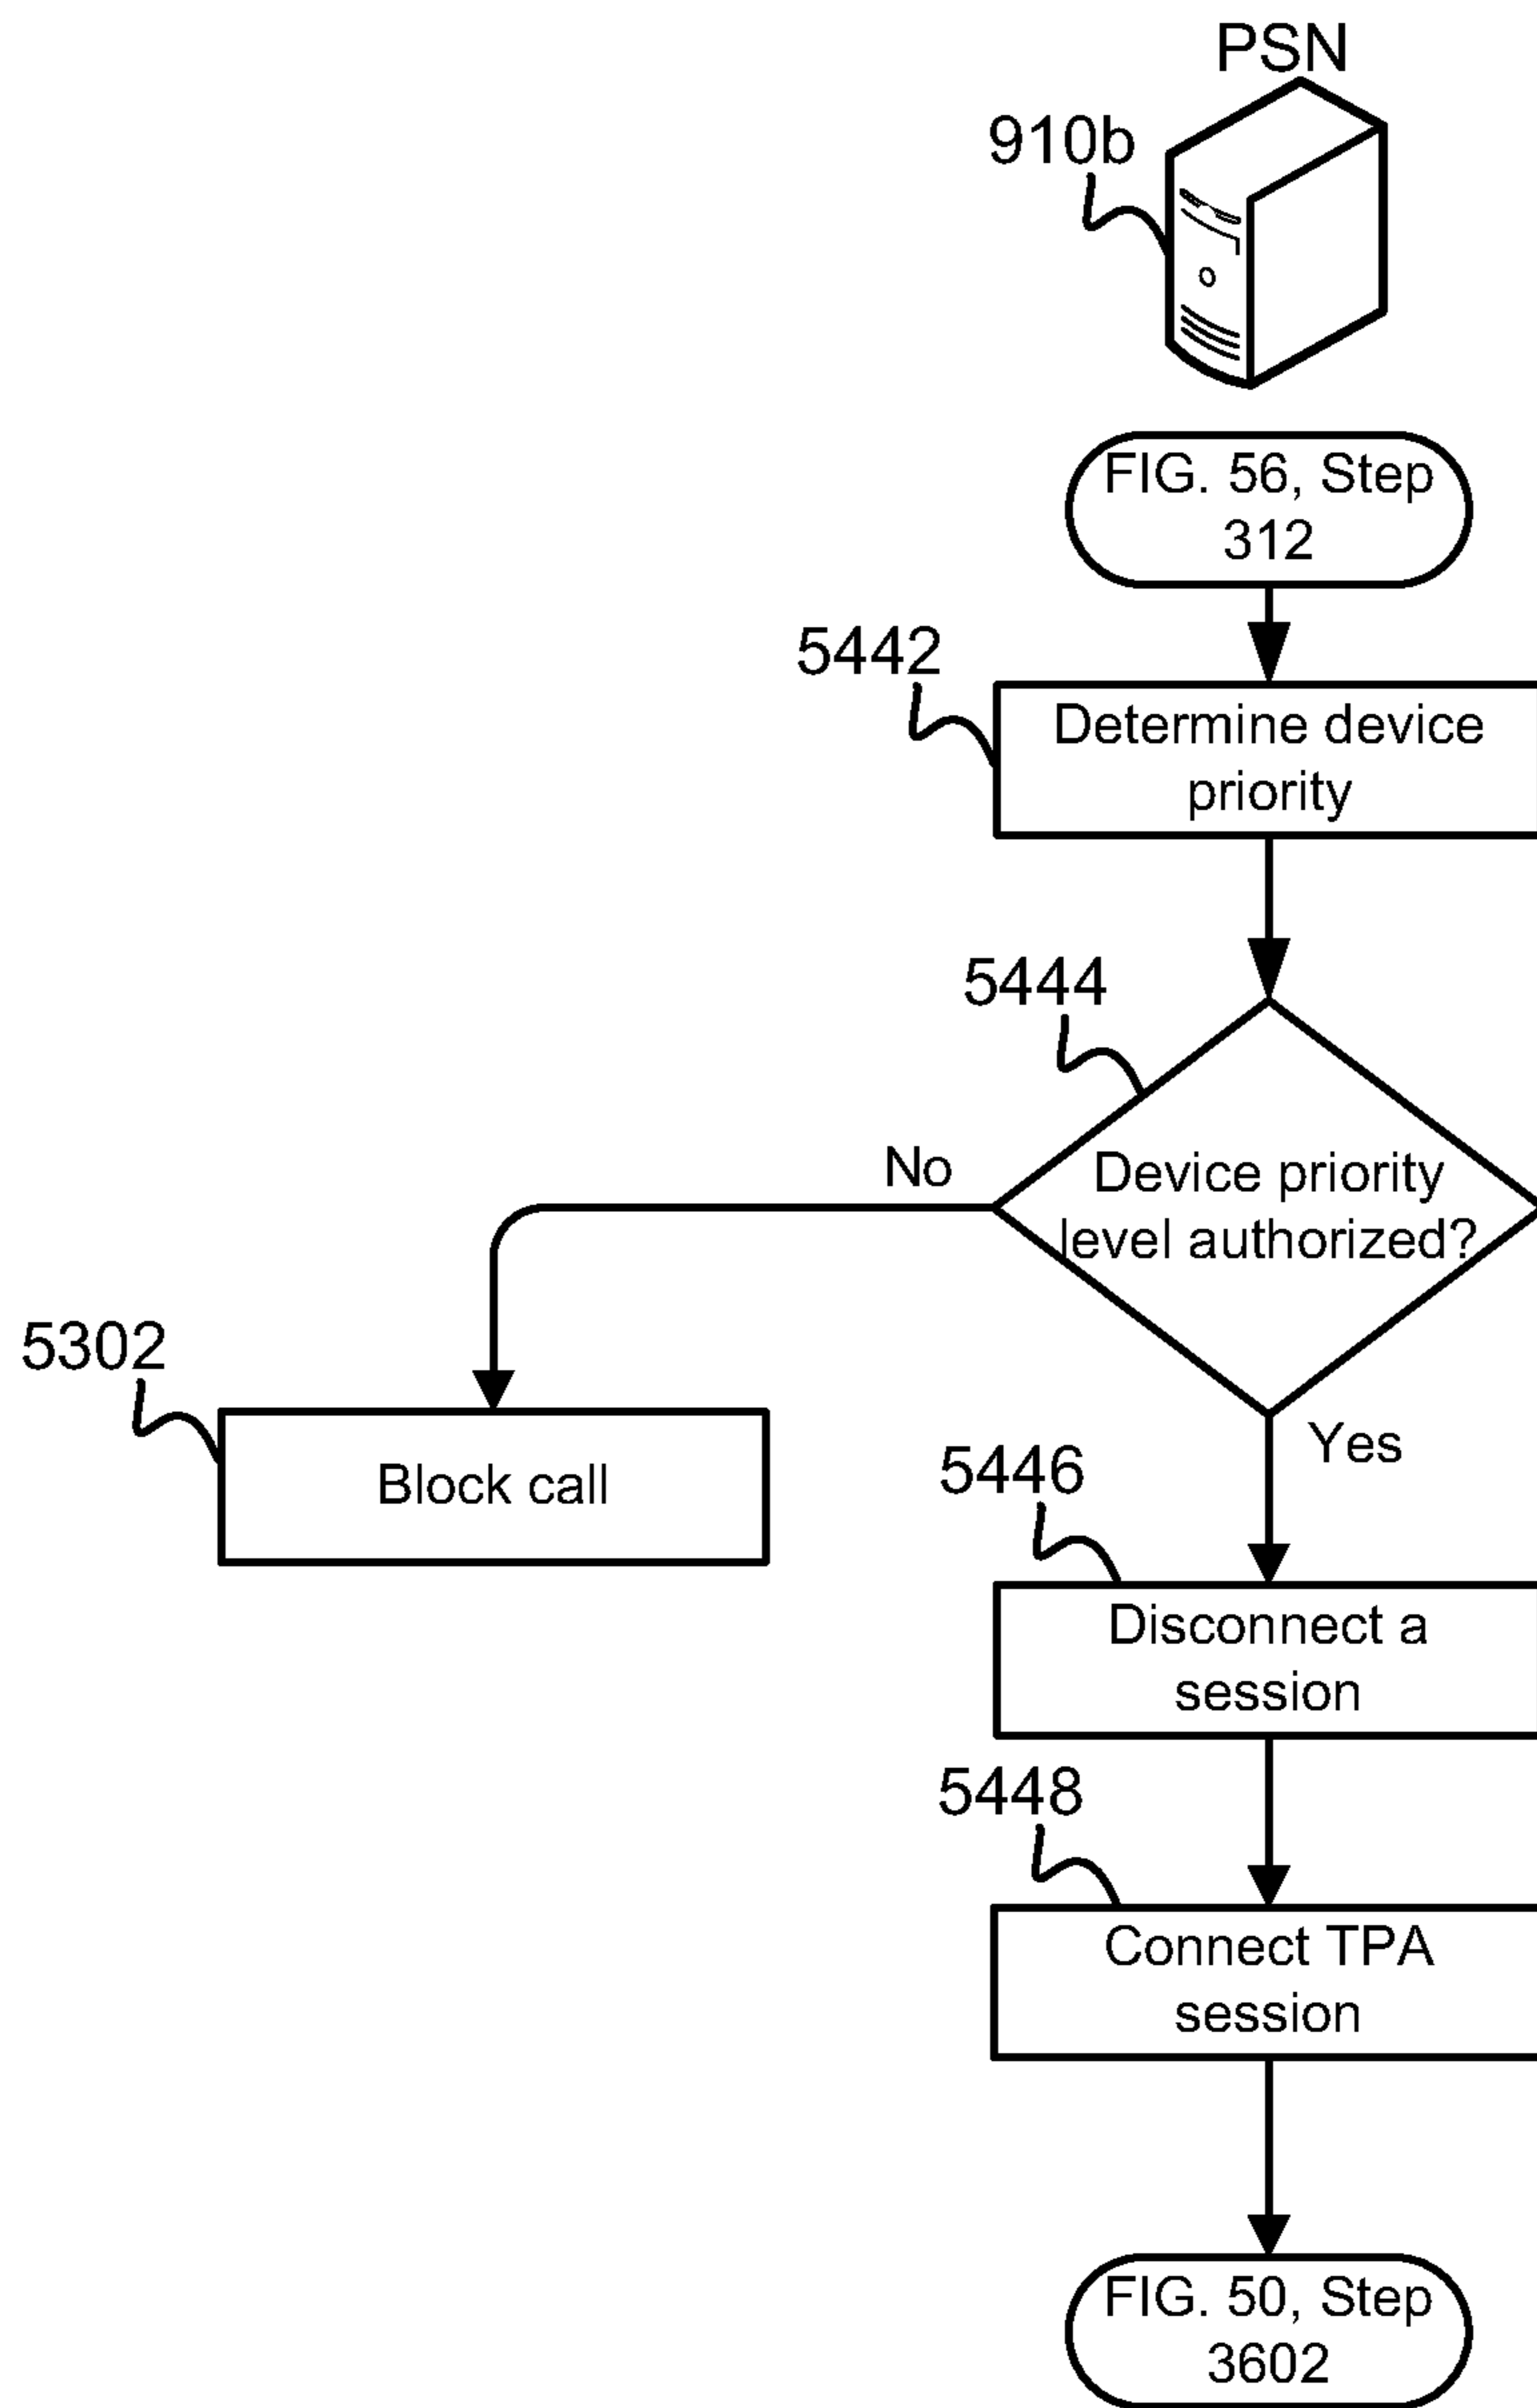 PSN
910b
FIG. 56, Step
312
5442
Determine device
priority
5444
No
Device priority
level authorized?
5302
Block call
Yes
5446
Disconnect a
session
5448
Connect TPA
session
FIG. 50, Step
3602